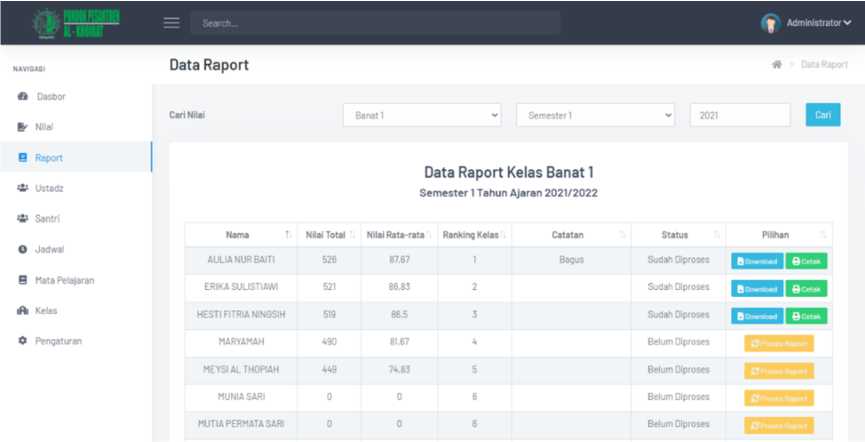 PONDOK PESANTREN
AL - KHOIRAT
Search...
Administrator
NAVIGASI
Data Raport
Data Raport
Dasbor
Nilai
Raport
Ustadz
Santri
Jadwal
Mata Pelajaran
Kelas
Pengaturan
Cari Nilai Banat 1 Semester 1 2021 Cari
Data Raport Kelas Banat 1
Semester 1 Tahun Ajaran 2021/2022
Nama Nilai Total Nilai Rata-rata Ranking Kelas Catatan Status Pilihan
AULIA NUR BAITI 526 87,67 1 Bagus Sudah Diproses Download Cetak
ERIKA SULISTIAWI 521 86,83 2 Sudah Diproses Download Cetak
HESTI FITRIA NINGSIH 519 86,5 3 Sudah Diproses Download Cetak
MARYAMAH 490 81,67 4 Belum Diproses Proses Raport
MEYSI AL THOPIAH 449 74,83 5 Belum Diproses Proses Raport
MUNIA SARI 0 0 6 Belum Diproses Proses Raport
MUTIA PERMATA SARI 0 0 6 Belum Diproses Proses Raport